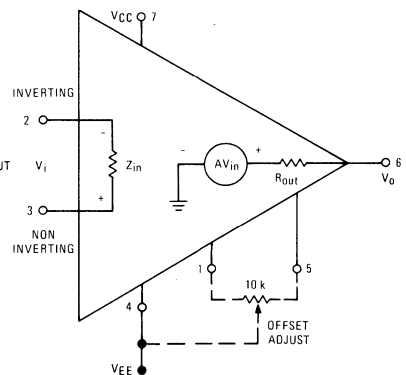 VCC 7
INVERTING
2
-
UT Vi
Zin
+
3
NON
INVERTING
- AVin +
Rout
6
Vo
1
10 k
5
4
OFFSET
ADJUST
VEE